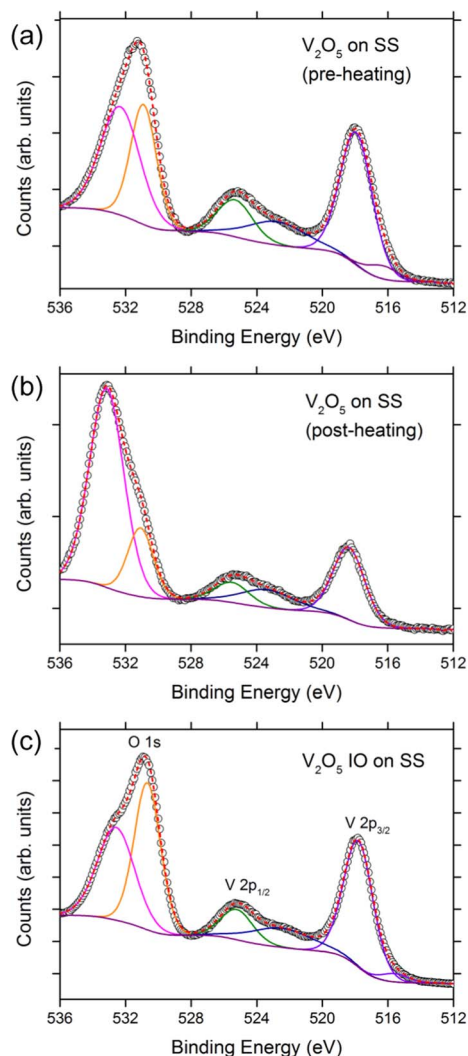 (a)
V₂O₅ on SS
(pre-heating)
Counts (arb. units)
536 532 528 524 520 516 512
Binding Energy (eV)
(b)
V₂O₅ on SS
(post-heating)
Counts (arb. units)
536 532 528 524 520 516 512
Binding Energy (eV)
(c)
O 1s
V₂O₅ IO on SS
V 2p₃/₂
V 2p₁/₂
Counts (arb. units)
536 532 528 524 520 516 512
Binding Energy (eV)